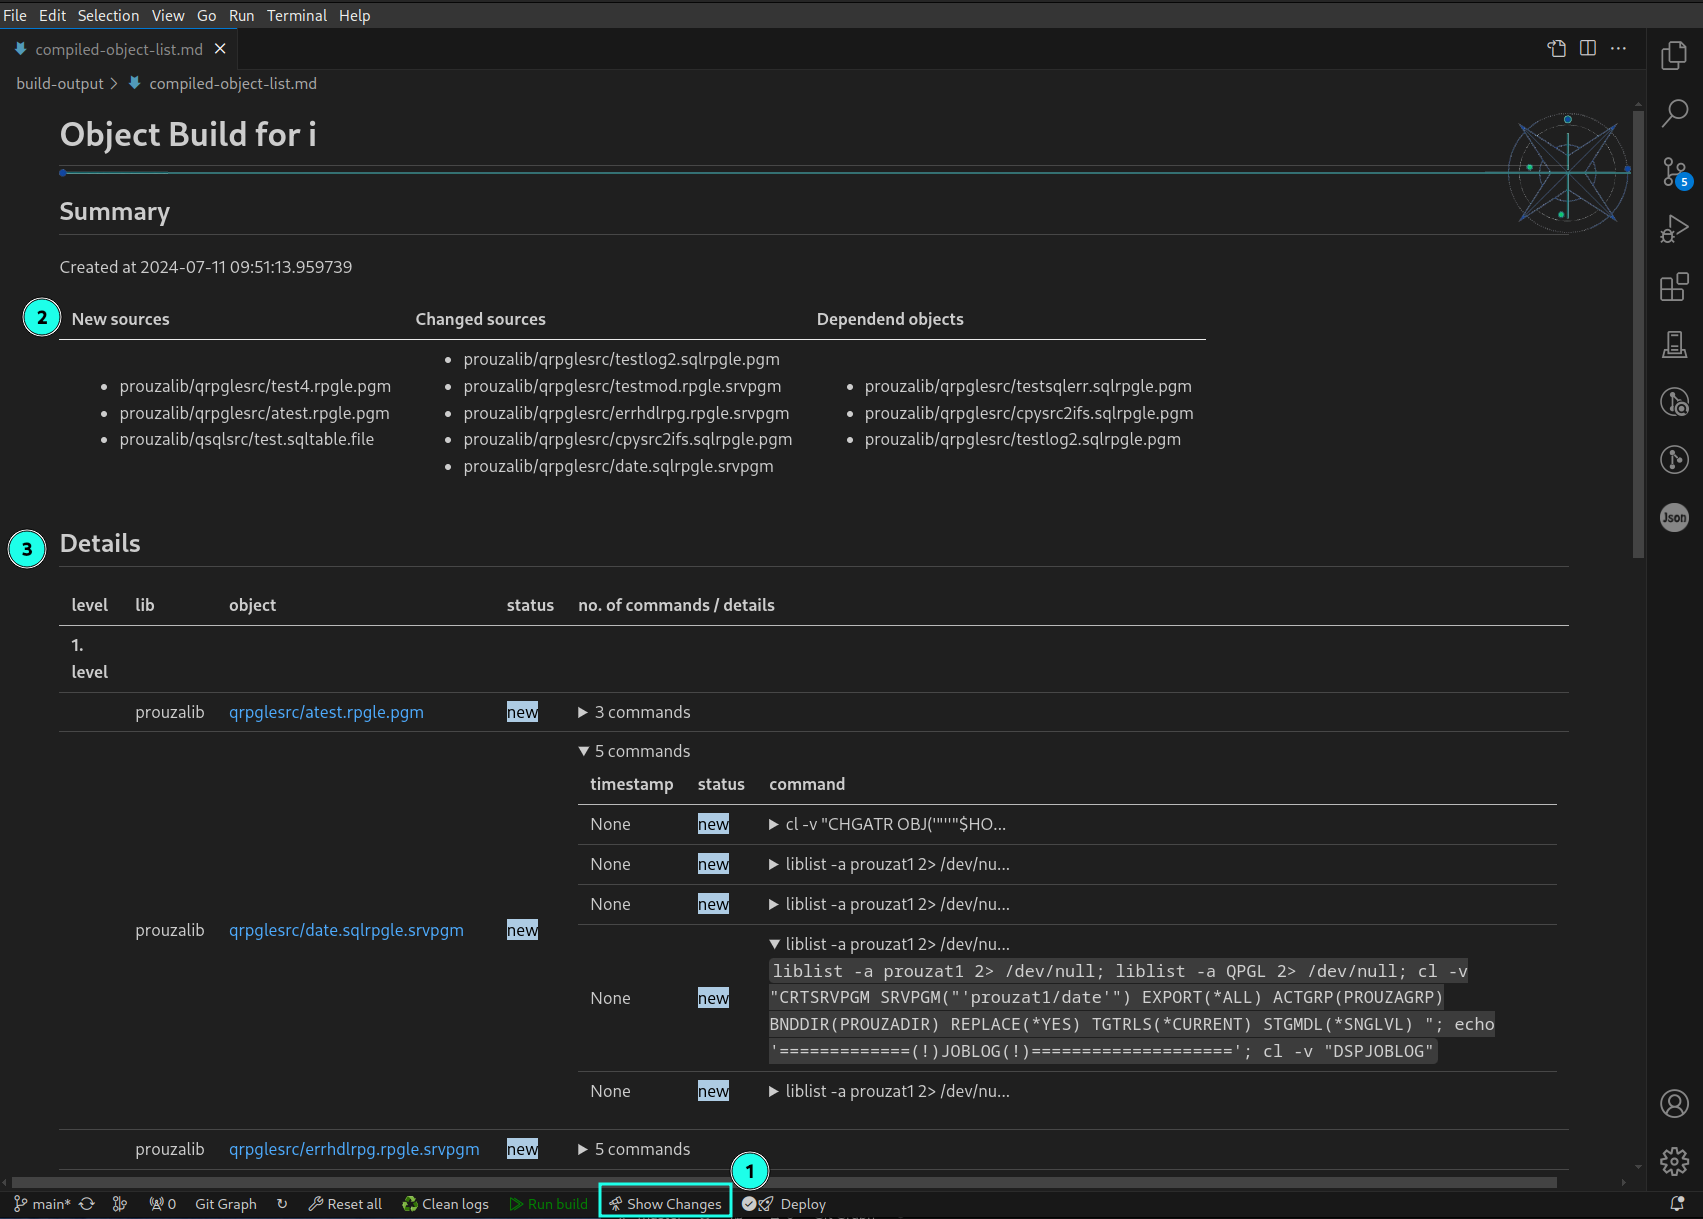 File Edit Selection View Go Run Terminal Help
compiled-object-list.md
build-output > compiled-object-list.md
Object Build for i
Summary
Created at 2024-07-11 09:51:13.959739
2 New sources Changed sources Dependend objects
prouzalib/qrpglesrc/test4.rpgle.pgm
prouzalib/qrpglesrc/atest.rpgle.pgm
prouzalib/qsqlsrc/test.sqltable.file
prouzalib/qrpglesrc/testlog2.sqlrpgle.pgm
prouzalib/qrpglesrc/testmod.rpgle.srvpgm
prouzalib/qrpglesrc/errhdlrpg.rpgle.srvpgm
prouzalib/qrpglesrc/cpysrc2ifs.sqlrpgle.pgm
prouzalib/qrpglesrc/date.sqlrpgle.srvpgm
prouzalib/qrpglesrc/testsqlerr.sqlrpgle.pgm
prouzalib/qrpglesrc/cpysrc2ifs.sqlrpgle.pgm
prouzalib/qrpglesrc/testlog2.sqlrpgle.pgm
3 Details
level lib object status no. of commands / details
1.
level
prouzalib qrpglesrc/atest.rpgle.pgm new 3 commands
prouzalib qrpglesrc/date.sqlrpgle.srvpgm new 5 commands
timestamp status command
None new cl -v "CHGATR OBJ('"'"'"$HO...
None new liblist -a prouzat1 2> /dev/nu...
None new liblist -a prouzat1 2> /dev/nu...
None new liblist -a prouzat1 2> /dev/nu...
liblist -a prouzat1 2> /dev/null; liblist -a QPGL 2> /dev/null; cl -v
"CRTSRVPGM SRVPGM("'prouzat1/date'") EXPORT(*ALL) ACTGRP(PROUZAGRP)
BNDDIR(PROUZADIR) REPLACE(*YES) TGTRLS(*CURRENT) STGMDL(*SNGLVL) "; echo
'=============(!)JOBLOG(!)===================='; cl -v "DSPJOBLOG"
None new liblist -a prouzat1 2> /dev/nu...
prouzalib qrpglesrc/errhdlrpg.rpgle.srvpgm new 5 commands
1
main* 0 Git Graph Reset all Clean logs Run build Show Changes Deploy
5
Json